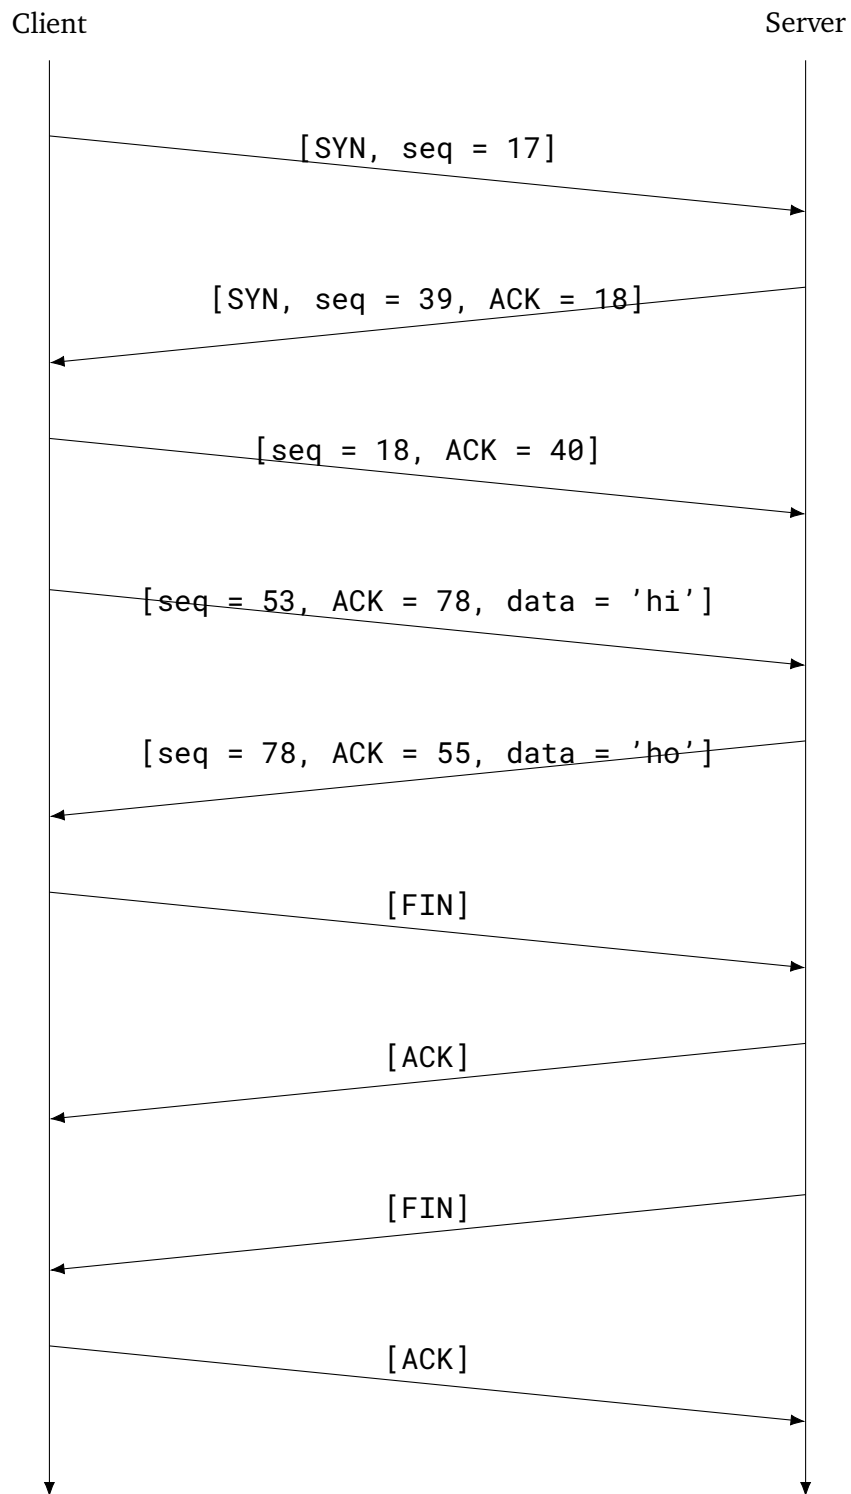 Client Server
[SYN, seq = 17]
[SYN, seq = 39, ACK = 18]
[seq = 18, ACK = 40]
[seq = 53, ACK = 78, data = ’hi’]
[seq = 78, ACK = 55, data = ’ho’]
[FIN]
[ACK]
[FIN]
[ACK]